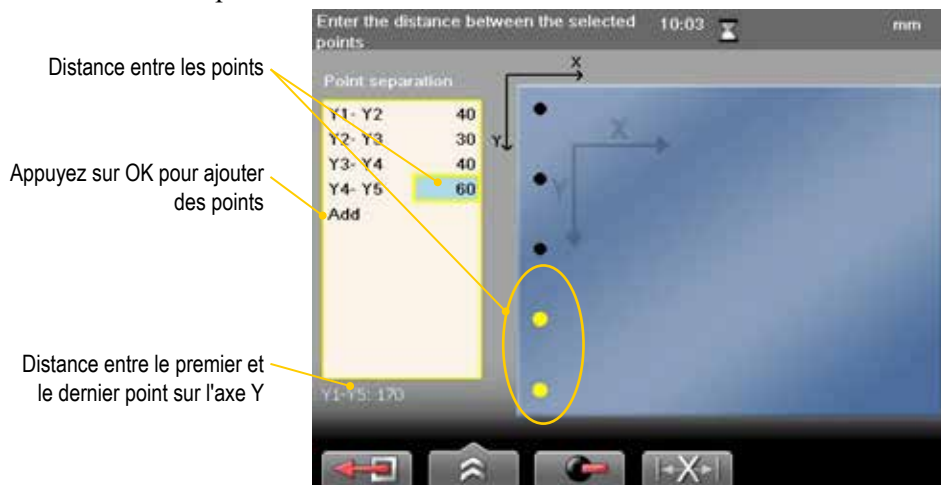 Enter the distance between the selected
points
10:03
mm
Distance entre les points
Point separation
X
Y
Y1- Y2 40
Y2- Y3 30
Y3- Y4 40
Y4- Y5 60
Add
X
Y
Appuyez sur OK pour ajouter
des points
Distance entre le premier et
le dernier point sur l'axe Y
Y1-Y5: 170
X